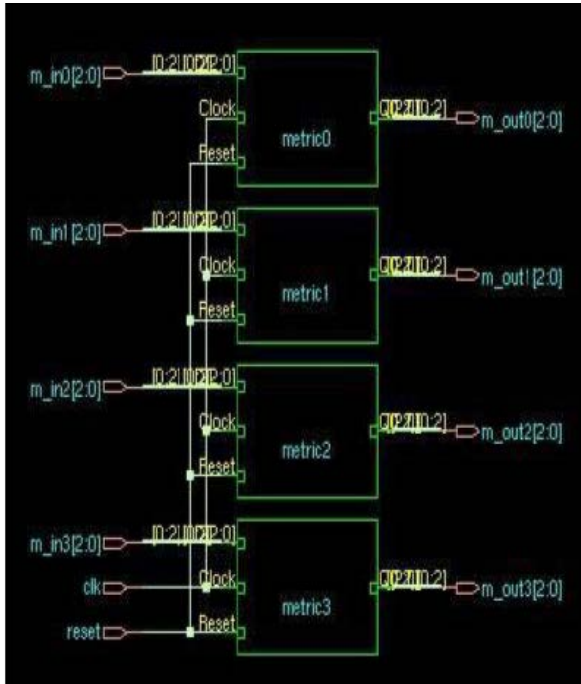 m_in0[2:0]
Clock
Reset
metric0
m_out0[2:0]
m_in1[2:0]
Clock
Reset
metric1
m_out1[2:0]
m_in2[2:0]
Clock
Reset
metric2
m_out2[2:0]
m_in3[2:0]
clk
Clock
reset
Reset
metric3
m_out3[2:0]